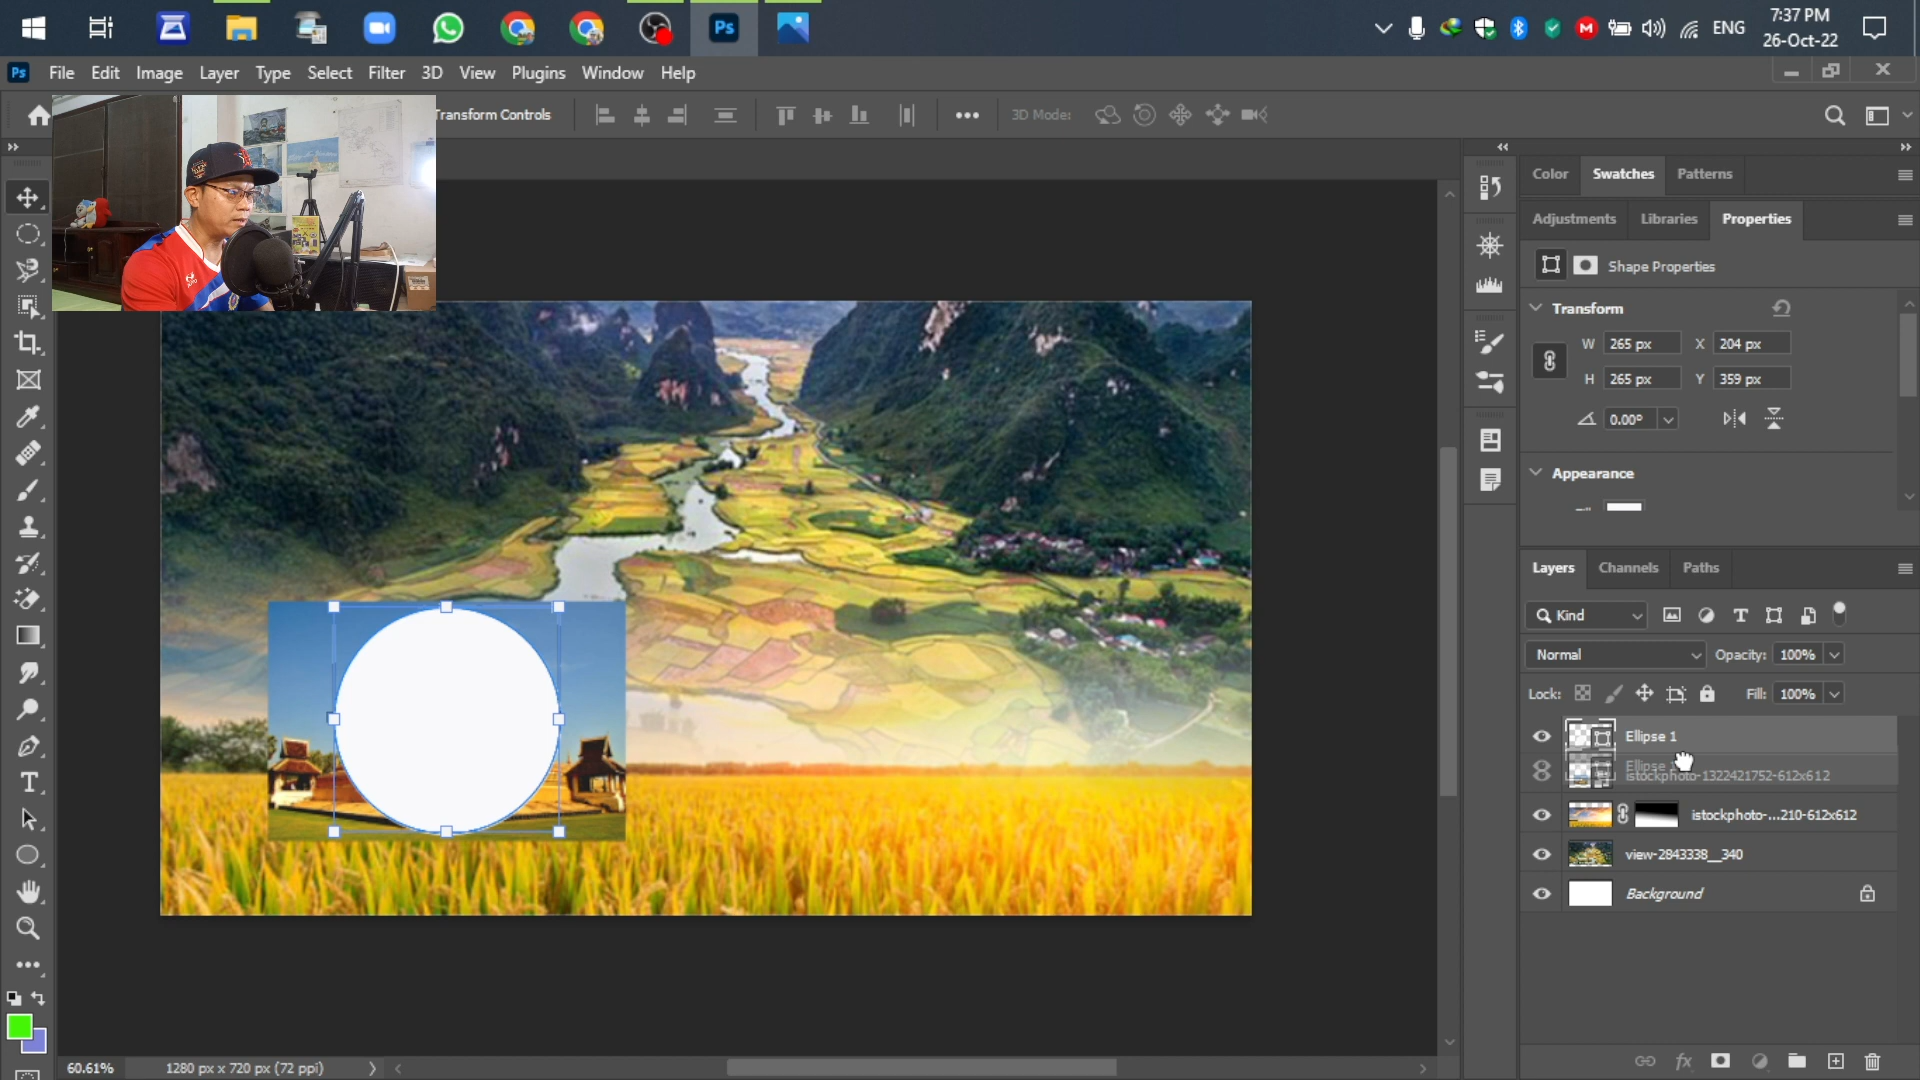 7:37 PM
ENG
26-Oct-22
Ps
Ps File Edit Image Layer Type Select Filter 3D View Plugins Window Help
Transform Controls
3D Mode:
Color Swatches Patterns
Adjustments Libraries Properties
Shape Properties
Transform
W 265 px X 204 px
H 265 px Y 359 px
0.00°
Appearance
Layers Channels Paths
Kind
Normal Opacity: 100%
Lock: Fill: 100%
Ellipse 1
Ellipse
istockphoto-1322421752-612x612
istockphoto-...210-612x612
view-2843338__340
Background
60.61% 1280 px x 720 px (72 ppi)